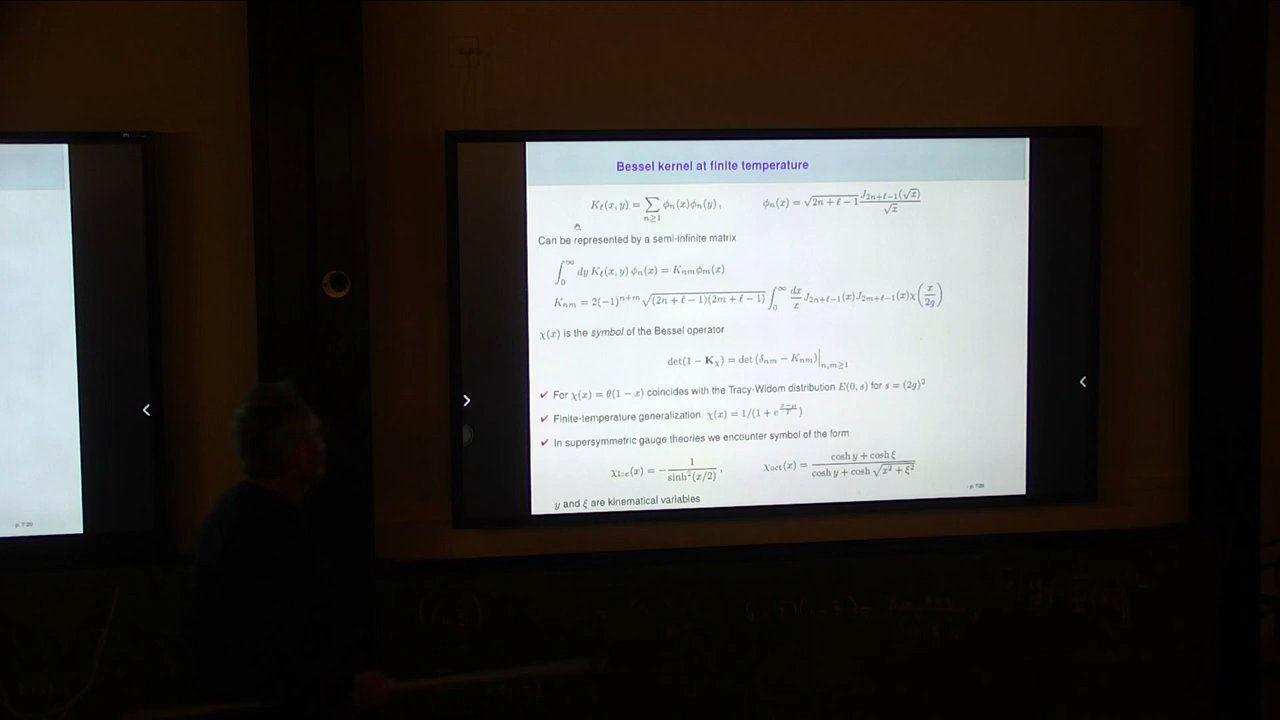 Bessel kernel at finite temperature
K_ℓ(x, y) = ∑_{n≥1} φ_n(x)φ_n(y), φ_n(x) = √(2n + ℓ − 1) J_{2n+ℓ−1}(√x)/√x
Can be represented by a semi-infinite matrix
∫_0^∞ dy K_ℓ(x, y) φ_n(x) = K_{nm}φ_m(x)
K_{nm} = 2(−1)^{n+m} √((2n + ℓ − 1)(2m + ℓ − 1)) ∫_0^∞ dx/x J_{2n+ℓ−1}(x)J_{2m+ℓ−1}(x)χ(x/2g)
χ(x) is the symbol of the Bessel operator
det(1 − K_χ) = det (δ_{nm} − K_{nm})|_{n,m≥1}
✔ For χ(x) = θ(1 − x) coincides with the Tracy-Widom distribution E(0, s) for s = (2g)²
✔ Finite-temperature generalization: χ(x) = 1/(1 + e^{(x−μ)/T})
✔ In supersymmetric gauge theories we encounter symbol of the form
χ_{loc}(x) = − 1/sinh²(x/2), χ_{oct}(x) = (cosh y + cosh ξ)/(cosh y + cosh √(x² + ξ²))
y and ξ are kinematical variables
- p. 7/20
- p. 7/20